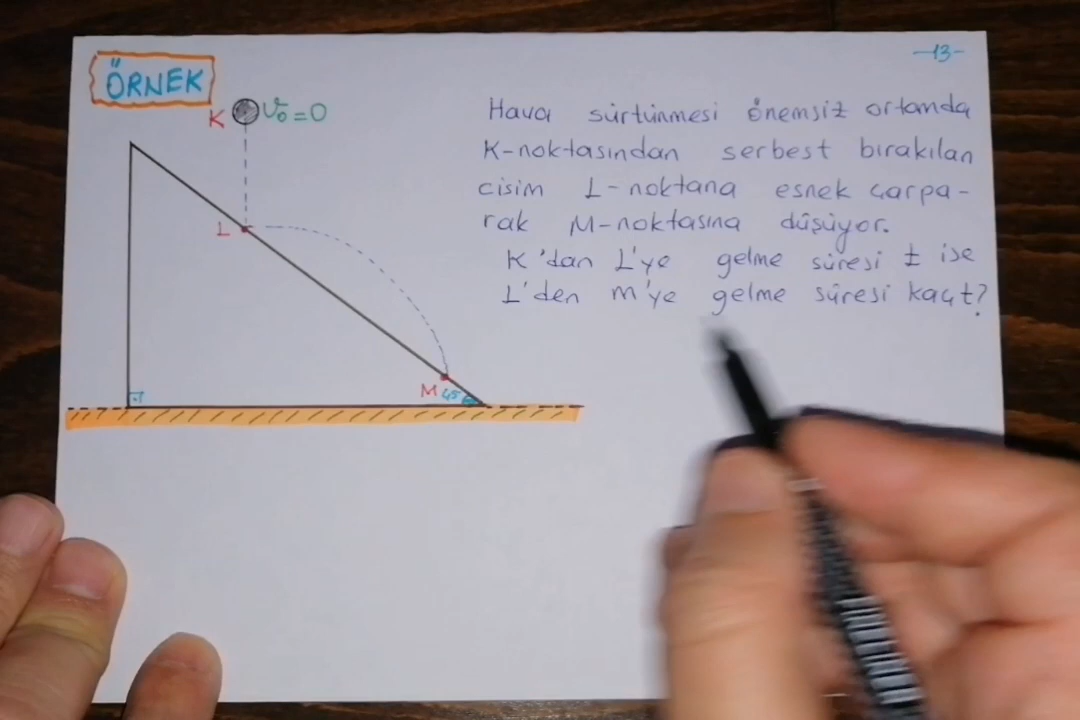 -13-
ÖRNEK
K V₀=0
Hava sürtünmesi önemsiz ortamda
K-noktasından serbest bırakılan
cisim L-noktana esnek çarpa-
rak M-noktasına düşüyor.
K'dan L'ye gelme süresi t ise
L'den M'ye gelme süresi kaç t?
L
M 45